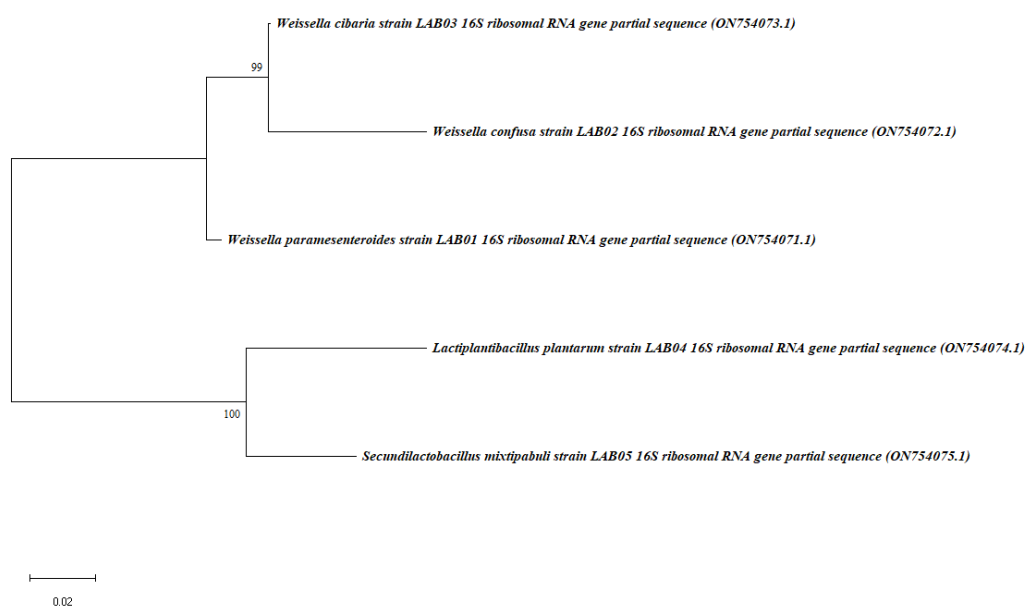 Weissella cibaria strain LAB03 16S ribosomal RNA gene partial sequence (ON754073.1)
99
Weissella confusa strain LAB02 16S ribosomal RNA gene partial sequence (ON754072.1)
Weissella paramesenteroides strain LAB01 16S ribosomal RNA gene partial sequence (ON754071.1)
Lactiplantibacillus plantarum strain LAB04 16S ribosomal RNA gene partial sequence (ON754074.1)
100
Secundilactobacillus mixtipabuli strain LAB05 16S ribosomal RNA gene partial sequence (ON754075.1)
0.02